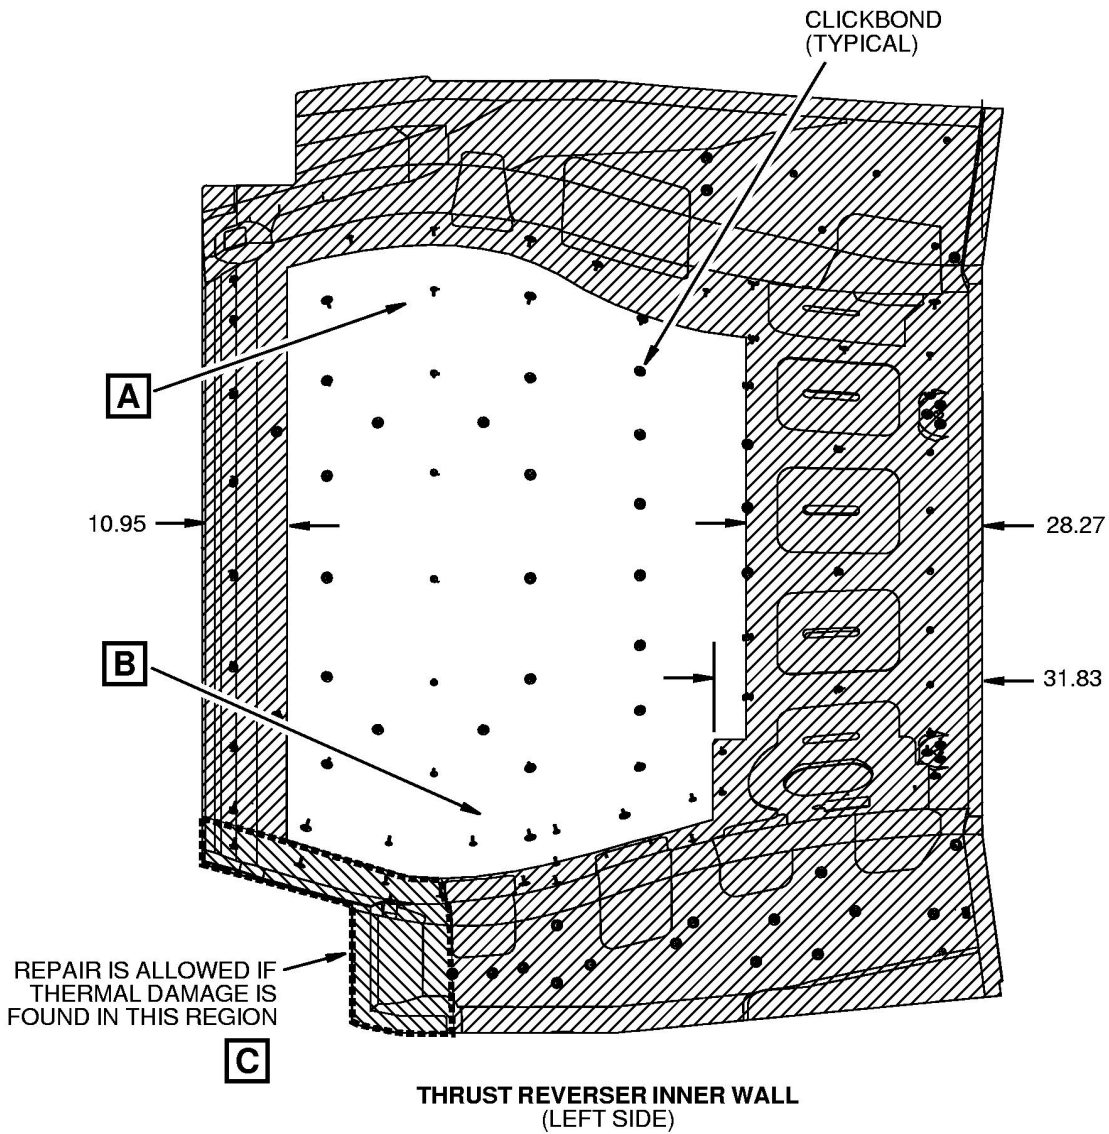 CLICKBOND
(TYPICAL)
A
10.95
28.27
B
31.83
REPAIR IS ALLOWED IF
THERMAL DAMAGE IS
FOUND IN THIS REGION
C
THRUST REVERSER INNER WALL
(LEFT SIDE)